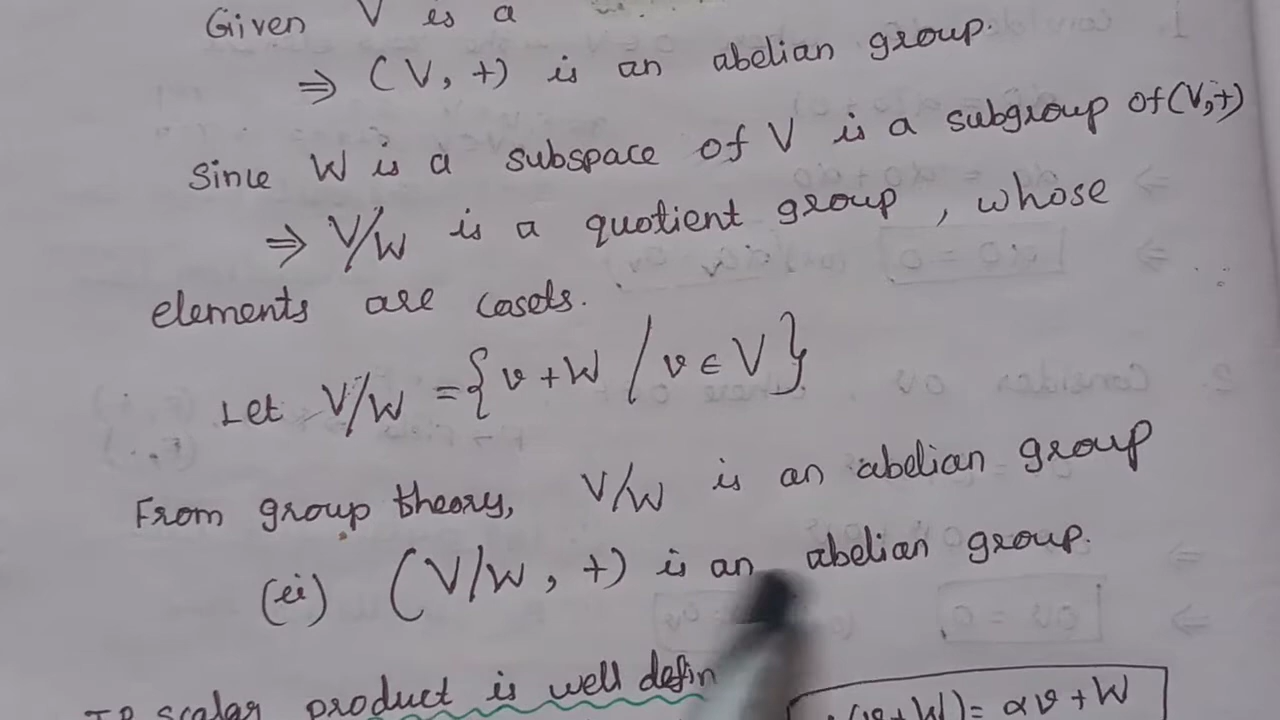 Given V is a
⇒ (V, +) is an abelian group.
Since W is a subspace of V is a subgroup of (V, +)
⇒ V/W is a quotient group, whose
elements are casets.
Let V/W = {v + W / v ∈ V}
From group theory, V/W is an abelian group
(ii) (V/W, +) is an abelian group.
T.P scalar product is well defin
(v+W) = αv + W